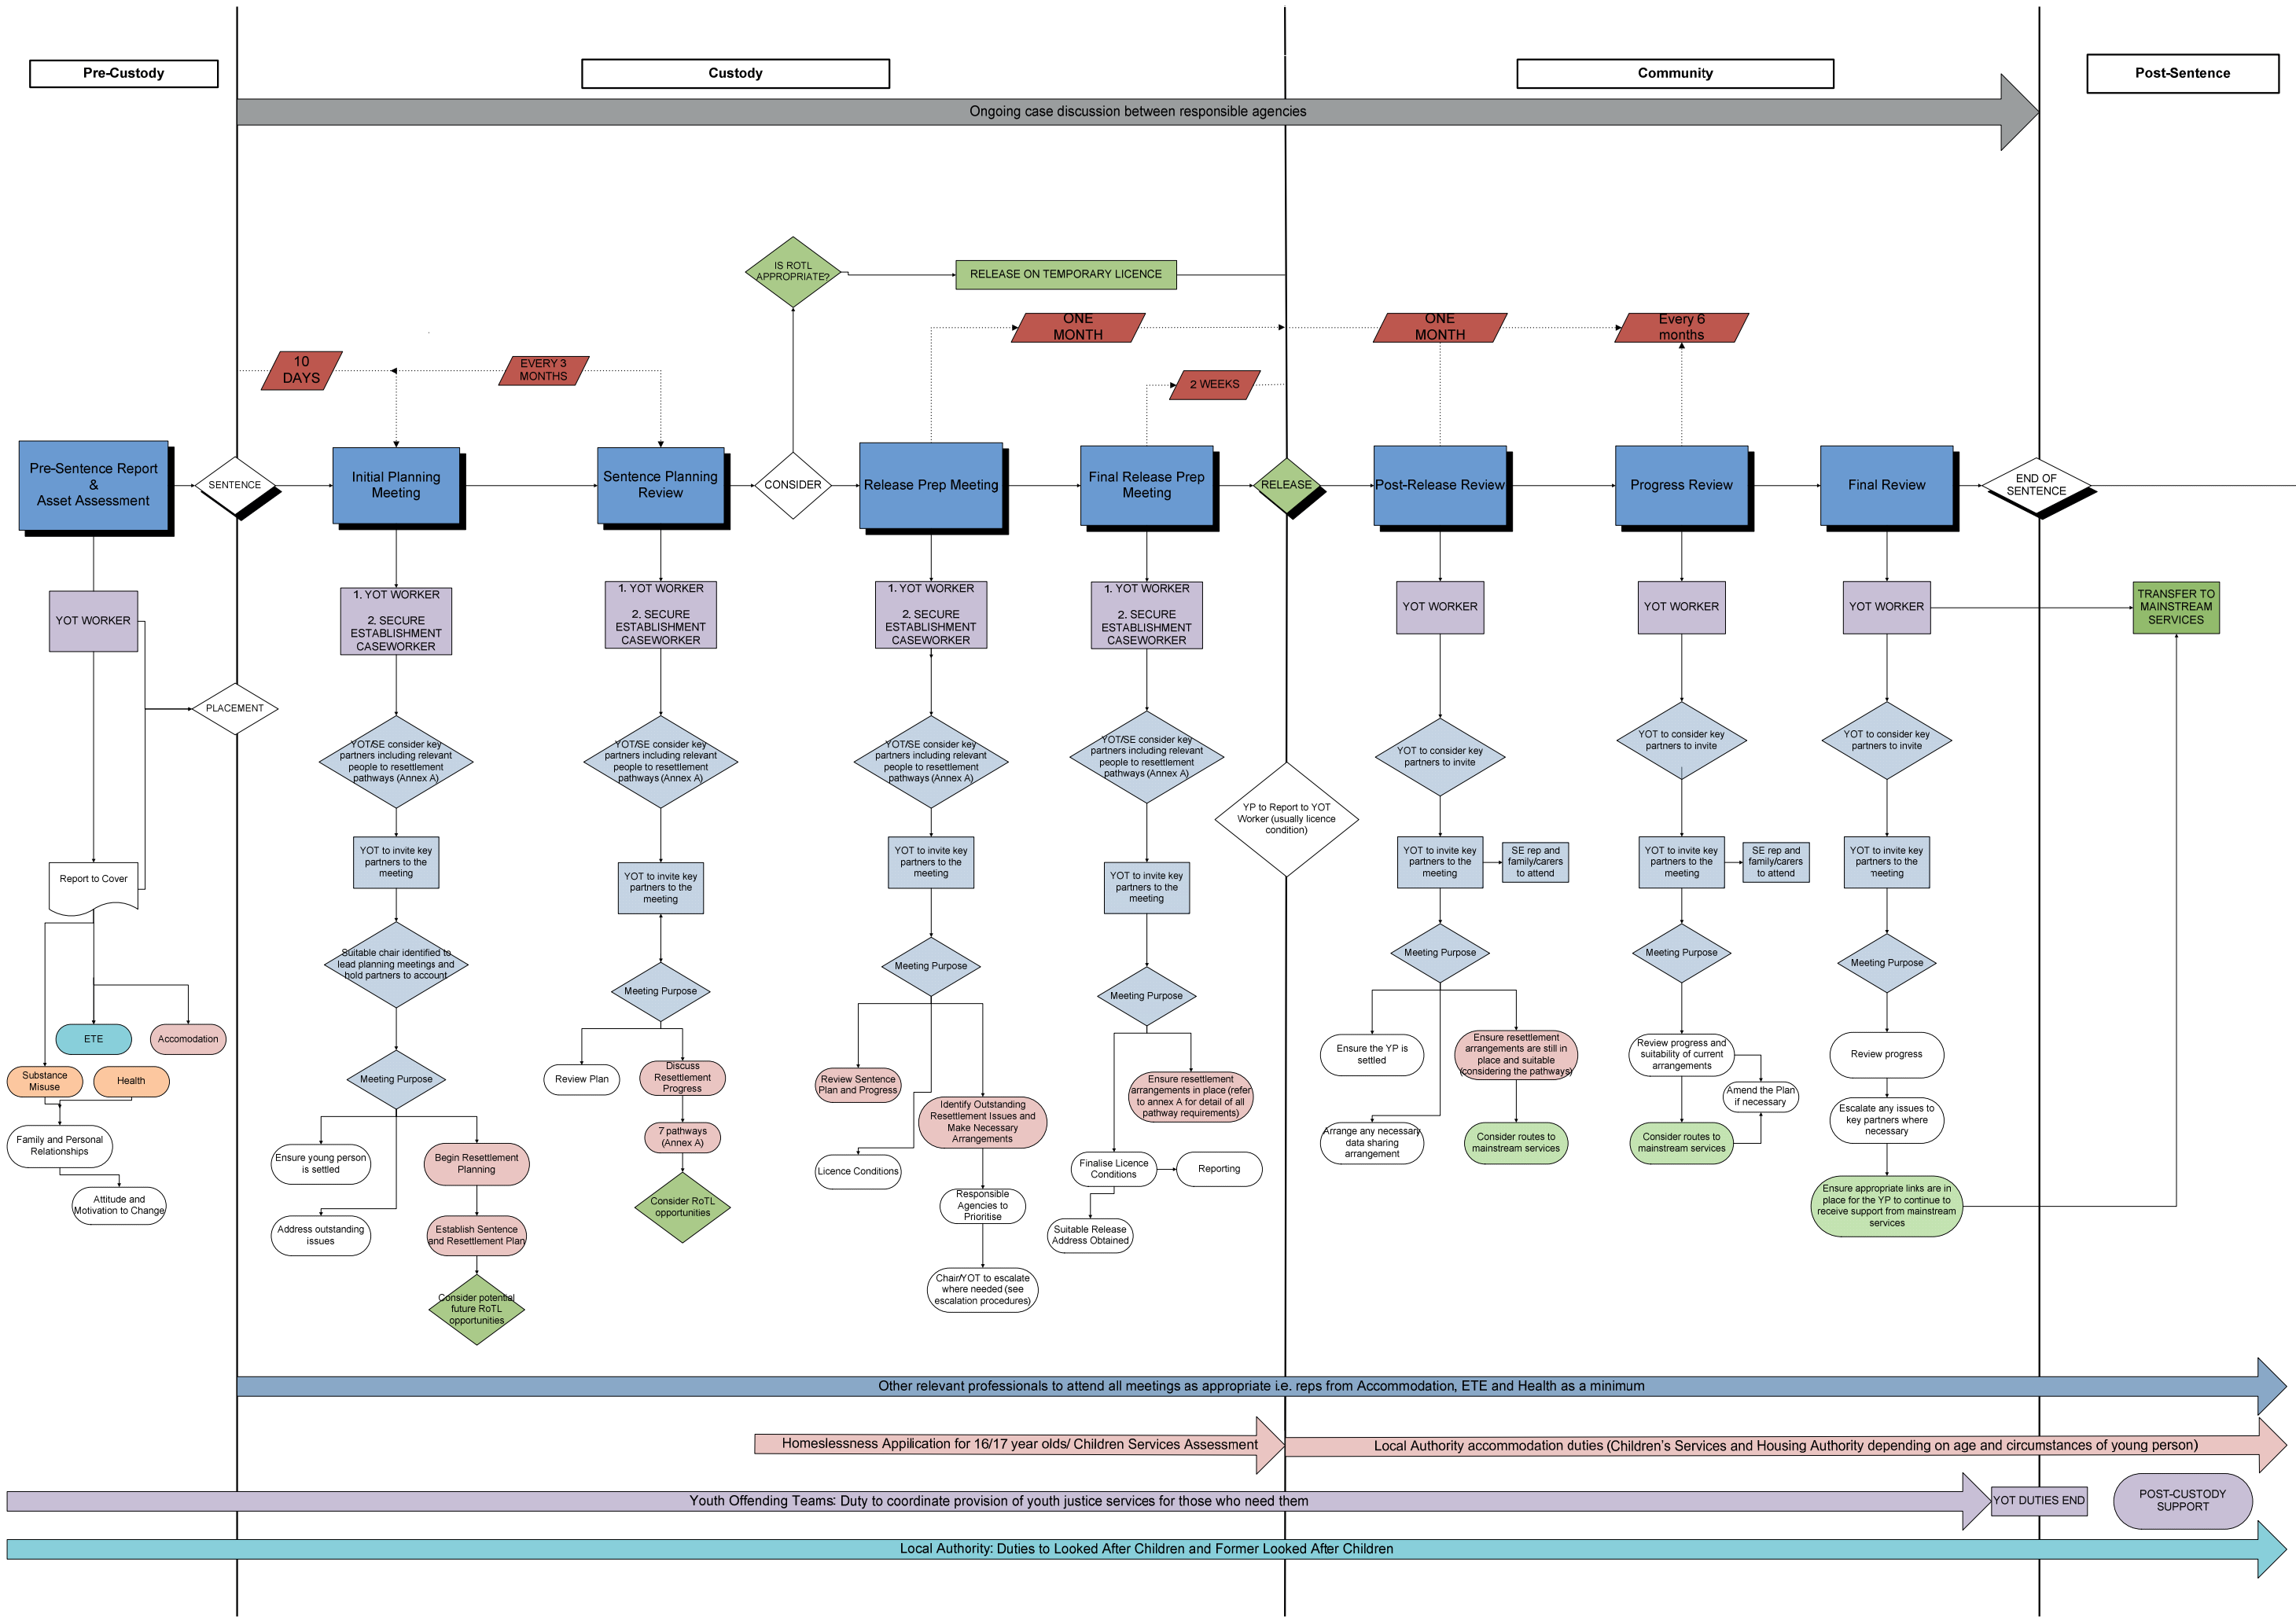 Pre-Custody
Custody
Community
Post-Sentence
Ongoing case discussion between responsible agencies
IS ROTL
APPROPRIATE?
RELEASE ON TEMPORARY LICENCE
ONE
MONTH
ONE
MONTH
Every 6
months
10
DAYS
EVERY 3
MONTHS
2 WEEKS
Pre-Sentence Report
&
Asset Assessment
SENTENCE
Initial Planning
Meeting
Sentence Planning
Review
CONSIDER
Release Prep Meeting
Final Release Prep
Meeting
RELEASE
Post-Release Review
Progress Review
Final Review
END OF
SENTENCE
YOT WORKER
1. YOT WORKER
2. SECURE
ESTABLISHMENT
CASEWORKER
1. YOT WORKER
2. SECURE
ESTABLISHMENT
CASEWORKER
1. YOT WORKER
2. SECURE
ESTABLISHMENT
CASEWORKER
1. YOT WORKER
2. SECURE
ESTABLISHMENT
CASEWORKER
YOT WORKER
YOT WORKER
YOT WORKER
TRANSFER TO
MAINSTREAM
SERVICES
PLACEMENT
YOT/SE consider key
partners including relevant
people to resettlement
pathways (Annex A)
YOT/SE consider key
partners including relevant
people to resettlement
pathways (Annex A)
YOT/SE consider key
partners including relevant
people to resettlement
pathways (Annex A)
YOT/SE consider key
partners including relevant
people to resettlement
pathways (Annex A)
YP to Report to YOT
Worker (usually licence
condition)
YOT to consider key
partners to invite
YOT to consider key
partners to invite
YOT to consider key
partners to invite
Report to Cover
YOT to invite key
partners to the
meeting
YOT to invite key
partners to the
meeting
YOT to invite key
partners to the
meeting
YOT to invite key
partners to the
meeting
YOT to invite key
partners to the
meeting
SE rep and
family/carers
to attend
YOT to invite key
partners to the
meeting
SE rep and
family/carers
to attend
YOT to invite key
partners to the
meeting
Suitable chair identified to
lead planning meetings and
hold partners to account
Meeting Purpose
Meeting Purpose
Meeting Purpose
Meeting Purpose
Meeting Purpose
Meeting Purpose
Meeting Purpose
ETE
Accomodation
Substance
Misuse
Health
Family and Personal
Relationships
Attitude and
Motivation to Change
Ensure young person
is settled
Begin Resettlement
Planning
Address outstanding
issues
Establish Sentence
and Resettlement Plan
Consider potential
future RoTL
opportunities
Review Plan
Discuss
Resettlement
Progress
7 pathways
(Annex A)
Consider RoTL
opportunities
Review Sentence
Plan and Progress
Identify Outstanding
Resettlement Issues and
Make Necessary
Arrangements
Licence Conditions
Responsible
Agencies to
Prioritise
Chair/YOT to escalate
where needed (see
escalation procedures)
Ensure resettlement
arrangements in place (refer
to annex A for detail of all
pathway requirements)
Finalise Licence
Conditions
Reporting
Suitable Release
Address Obtained
Ensure the YP is
settled
Ensure resettlement
arrangements are still in
place and suitable
(considering the pathways)
Arrange any necessary
data sharing
arrangement
Consider routes to
mainstream services
Review progress and
suitability of current
arrangements
Amend the Plan
if necessary
Consider routes to
mainstream services
Review progress
Escalate any issues to
key partners where
necessary
Ensure appropriate links are in
place for the YP to continue to
receive support from mainstream
services
Other relevant professionals to attend all meetings as appropriate i.e. reps from Accommodation, ETE and Health as a minimum
Homeslessness Application for 16/17 year olds/ Children Services Assessment
Local Authority accommodation duties (Children's Services and Housing Authority depending on age and circumstances of young person)
Youth Offending Teams: Duty to coordinate provision of youth justice services for those who need them
YOT DUTIES END
POST-CUSTODY
SUPPORT
Local Authority: Duties to Looked After Children and Former Looked After Children